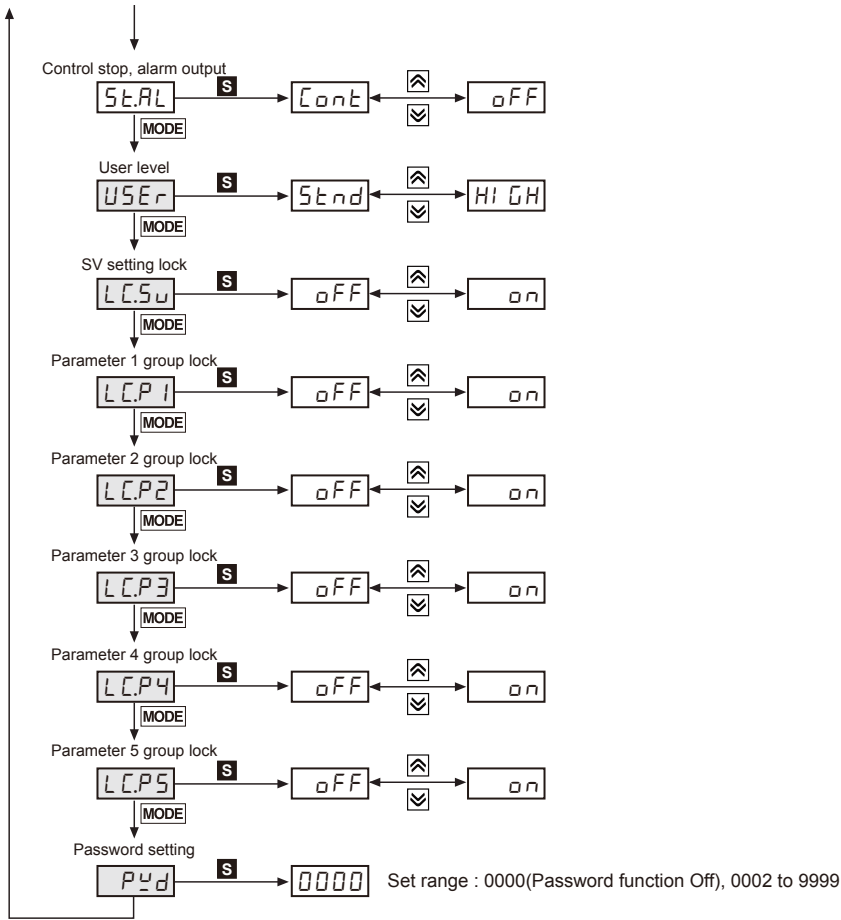 Control stop, alarm output
St.AL S Cont oFF
MODE
User level
USEr S Stnd HIGH
MODE
SV setting lock
LC.Sv S oFF on
MODE
Parameter 1 group lock
LC.P1 S oFF on
MODE
Parameter 2 group lock
LC.P2 S oFF on
MODE
Parameter 3 group lock
LC.P3 S oFF on
MODE
Parameter 4 group lock
LC.P4 S oFF on
MODE
Parameter 5 group lock
LC.P5 S oFF on
MODE
Password setting
PWd S 0000 Set range : 0000(Password function Off), 0002 to 9999